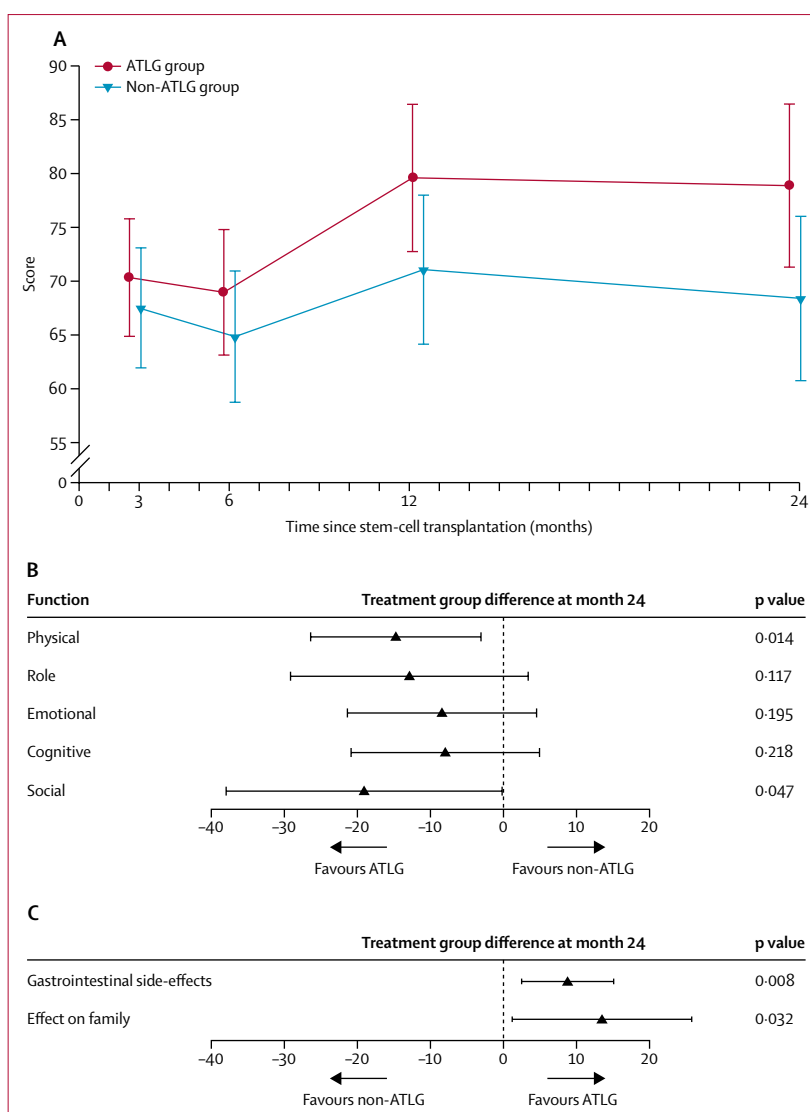 A
ATLG group
Non-ATLG group
90
85
80
75
70
65
60
55
0
Score
0 3 6 12 24
Time since stem-cell transplantation (months)
B
Function Treatment group difference at month 24 p value
Physical 0·014
Role 0·117
Emotional 0·195
Cognitive 0·218
Social 0·047
–40 –30 –20 –10 0 10 20
Favours ATLG Favours non-ATLG
C
Treatment group difference at month 24 p value
Gastrointestinal side-effects 0·008
Effect on family 0·032
–40 –30 –20 –10 0 10 20
Favours non-ATLG Favours ATLG